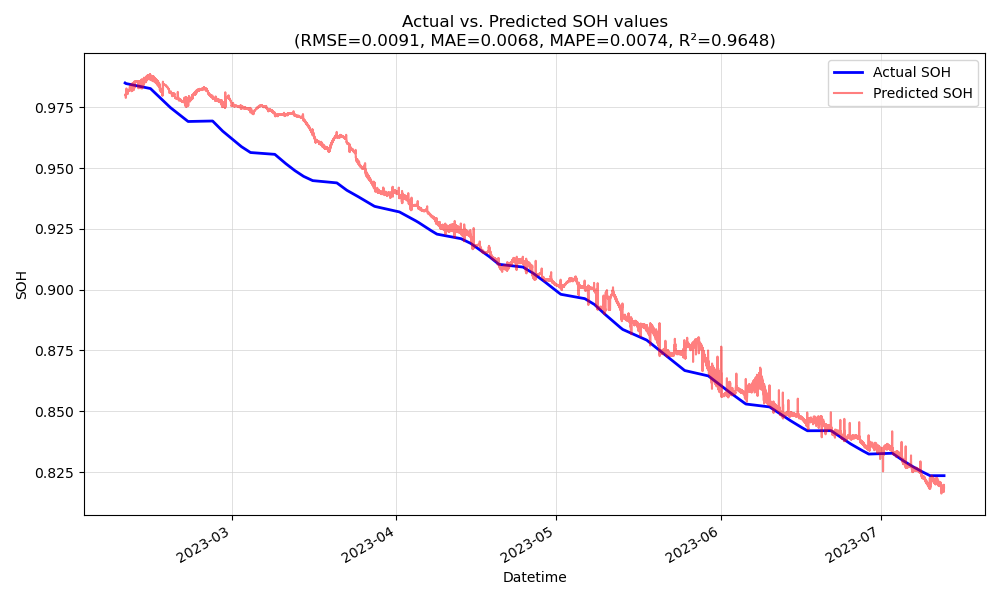 Actual vs. Predicted SOH values
(RMSE=0.0091, MAE=0.0068, MAPE=0.0074, R²=0.9648)
Actual SOH
Predicted SOH
SOH
0.975
0.950
0.925
0.900
0.875
0.850
0.825
2023-03
2023-04
2023-05
2023-06
2023-07
Datetime